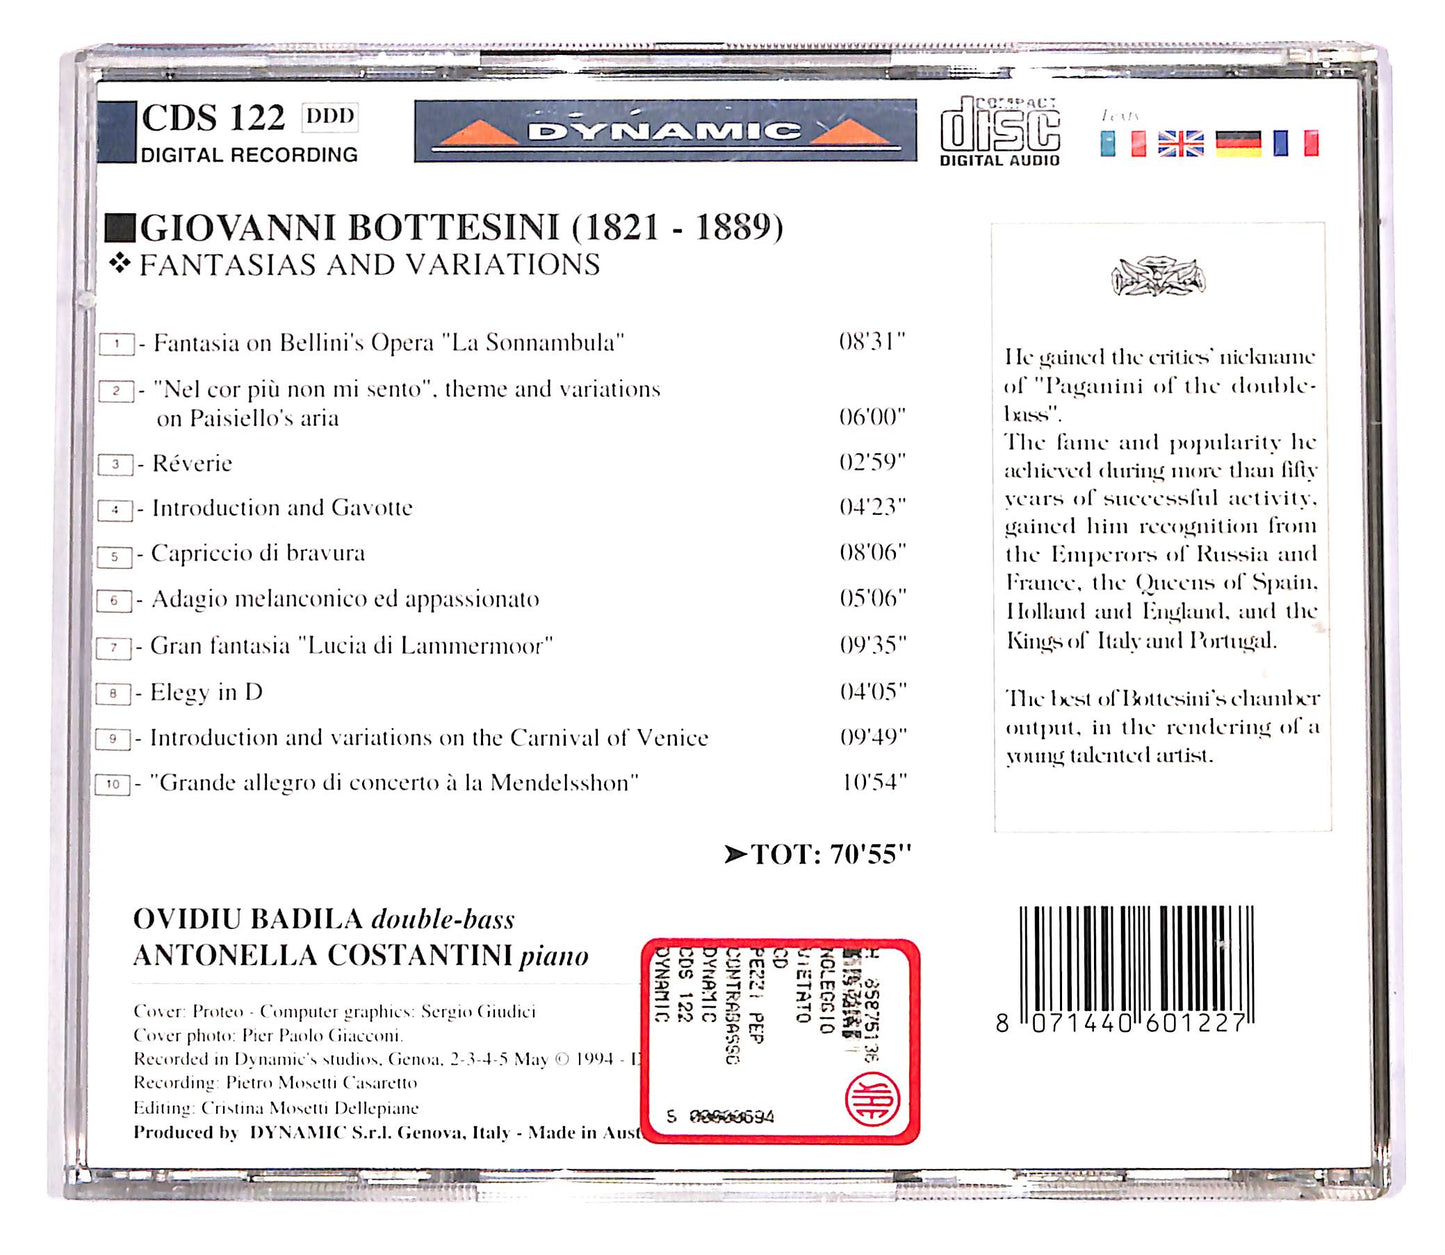 CDS 122 DDD
DIGITAL RECORDING
DYNAMIC
COMPACT
disc
DIGITAL AUDIO
Texts
GIOVANNI BOTTESINI (1821 - 1889)
❖ FANTASIAS AND VARIATIONS
1 - Fantasia on Bellini's Opera "La Sonnambula" 08'31"
2 - "Nel cor più non mi sento", theme and variations
on Paisiello's aria 06'00"
3 - Réverie 02'59"
4 - Introduction and Gavotte 04'23"
5 - Capriccio di bravura 08'06"
6 - Adagio melanconico ed appassionato 05'06"
7 - Gran fantasia "Lucia di Lammermoor" 09'35"
8 - Elegy in D 04'05"
9 - Introduction and variations on the Carnival of Venice 09'49"
10 - "Grande allegro di concerto à la Mendelsshon" 10'54"
➤TOT: 70'55"
He gained the critics' nickname
of "Paganini of the double-
bass".
The fame and popularity he
achieved during more than fifty
years of successful activity,
gained him recognition from
the Emperors of Russia and
France, the Queens of Spain,
Holland and England, and the
Kings of Italy and Portugal.
The best of Bottesini's chamber
output, in the rendering of a
young talented artist.
OVIDIU BADILA double-bass
ANTONELLA COSTANTINI piano
Cover: Proteo - Computer graphics: Sergio Giudici
Cover photo: Pier Paolo Giacconi.
Recorded in Dynamic's studios, Genoa, 2-3-4-5 May © 1994 - D
Recording: Pietro Mosetti Casaretto
Editing: Cristina Mosetti Dellepiane
Produced by DYNAMIC S.r.l. Genova, Italy - Made in Aust
NOLEGGIO
VIETATO
CD
PEZZI PER
CONTRABASSO
DYNAMIC
CDS 122
DYNAMIC
SIAE
8 071440 601227